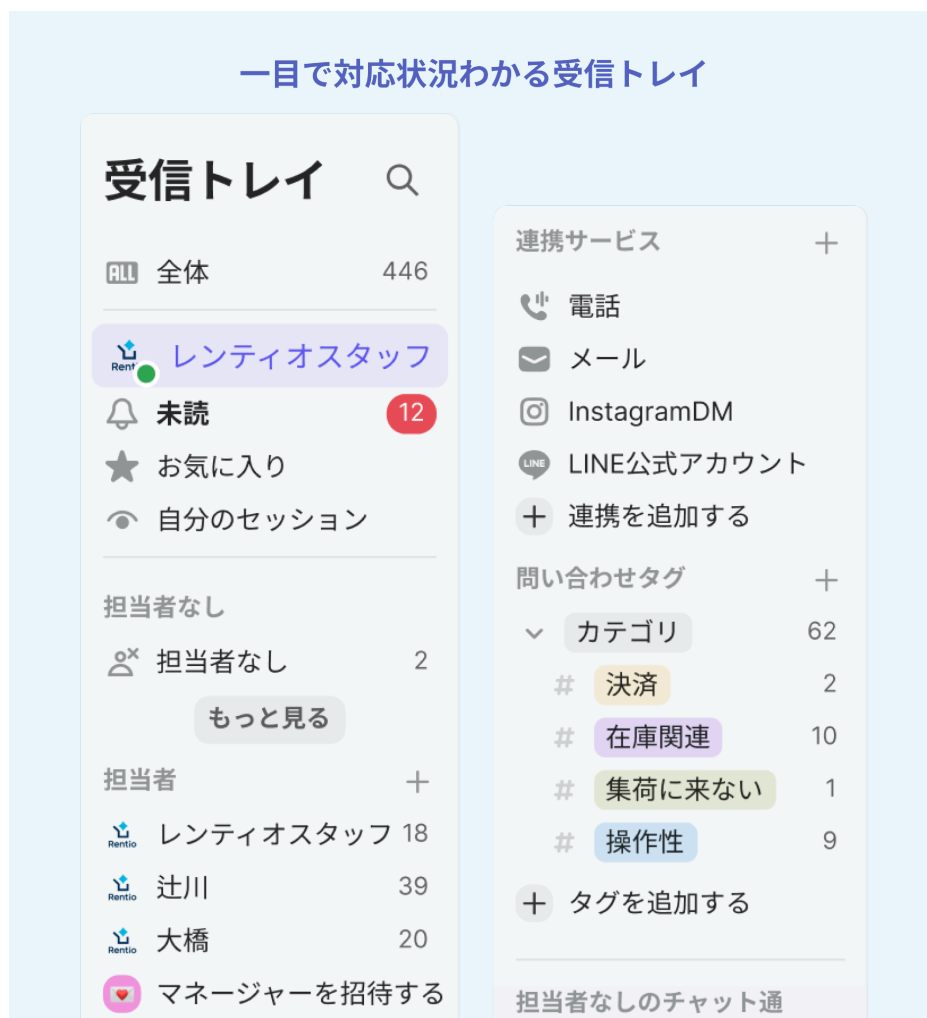 一目で対応状況わかる受信トレイ
受信トレイ
ALL 全体 446
Rentio レンティオスタッフ
未読 12
お気に入り
自分のセッション
担当者なし
担当者なし 2
もっと見る
担当者
Rentio レンティオスタッフ 18
Rentio 辻川 39
Rentio 大橋 20
マネージャーを招待する
連携サービス
電話
メール
InstagramDM
LINE LINE公式アカウント
連携を追加する
問い合わせタグ
カテゴリ 62
# 決済 2
# 在庫関連 10
# 集荷に来ない 1
# 操作性 9
タグを追加する
担当者なしのチャット通